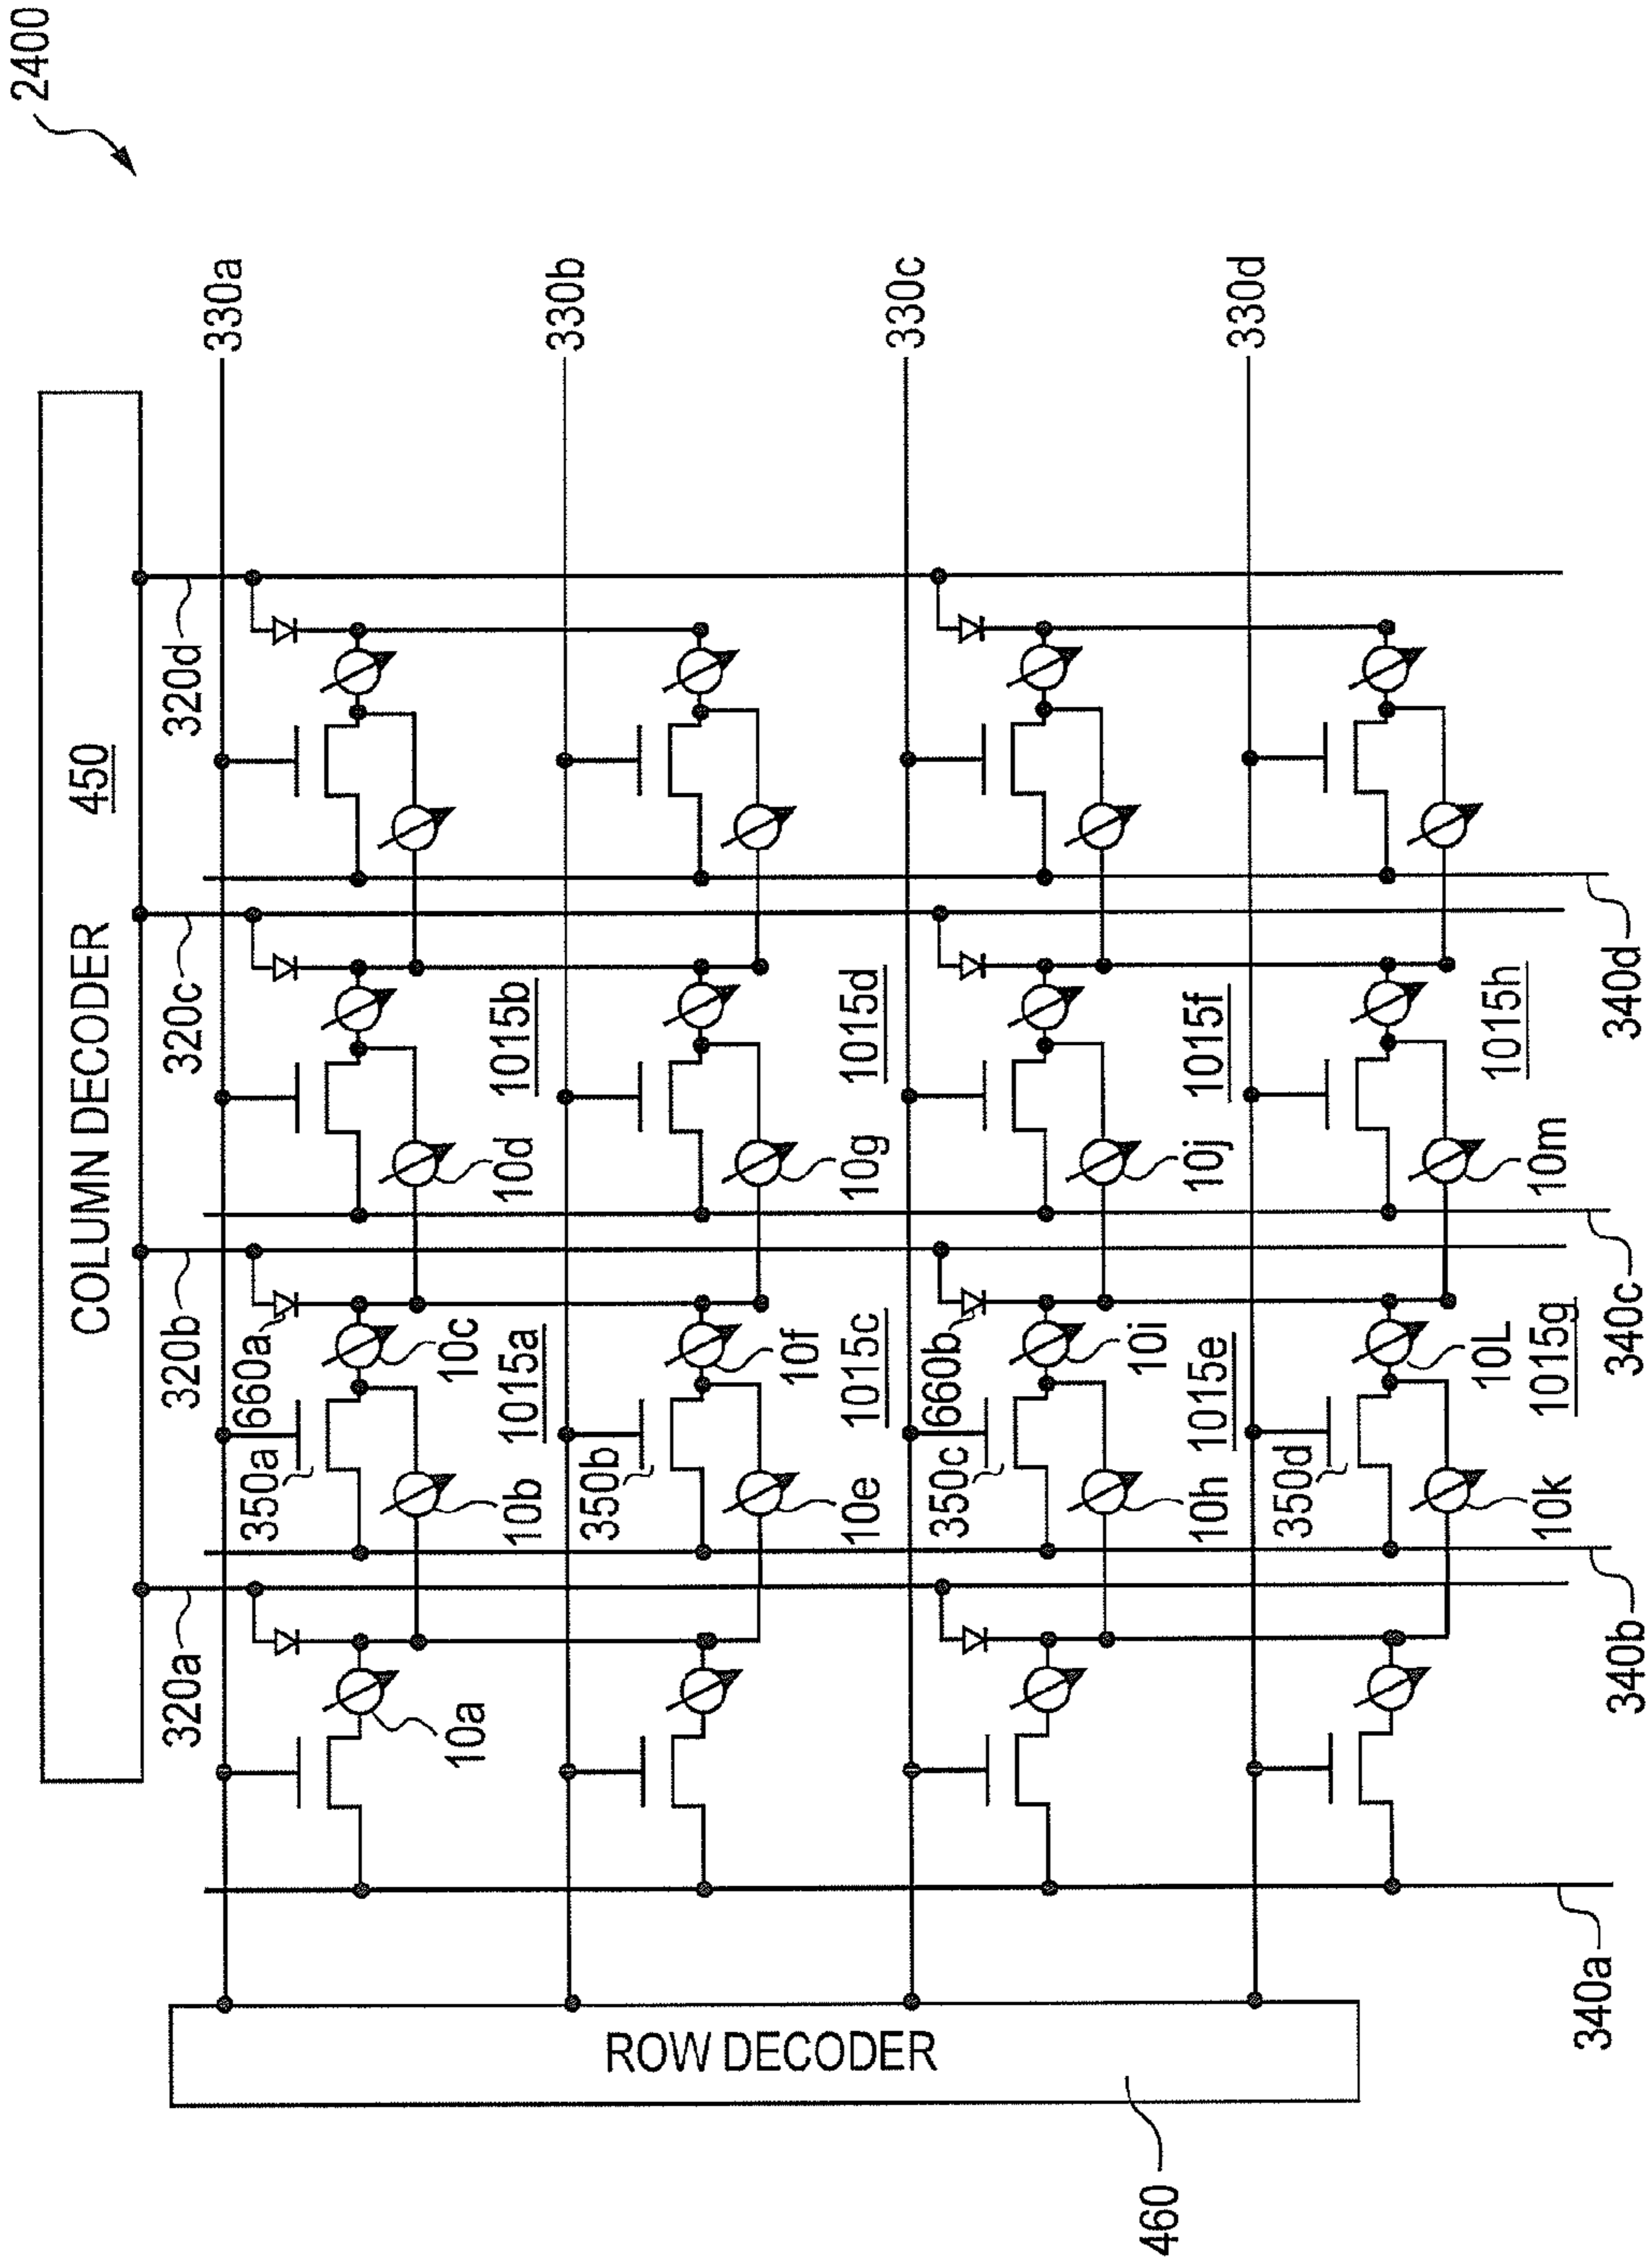 2400
COLUMN DECODER 450
320a
320b
320c
320d
330a
330b
330c
330d
350a
660a
10a
10b
10c
10d
1015a
1015b
350b
10e
10f
10g
1015c
1015d
350c
660b
10h
10i
10j
1015e
1015f
350d
10k
10L
10m
1015g
1015h
340a
340b
340c
340d
ROW DECODER
460